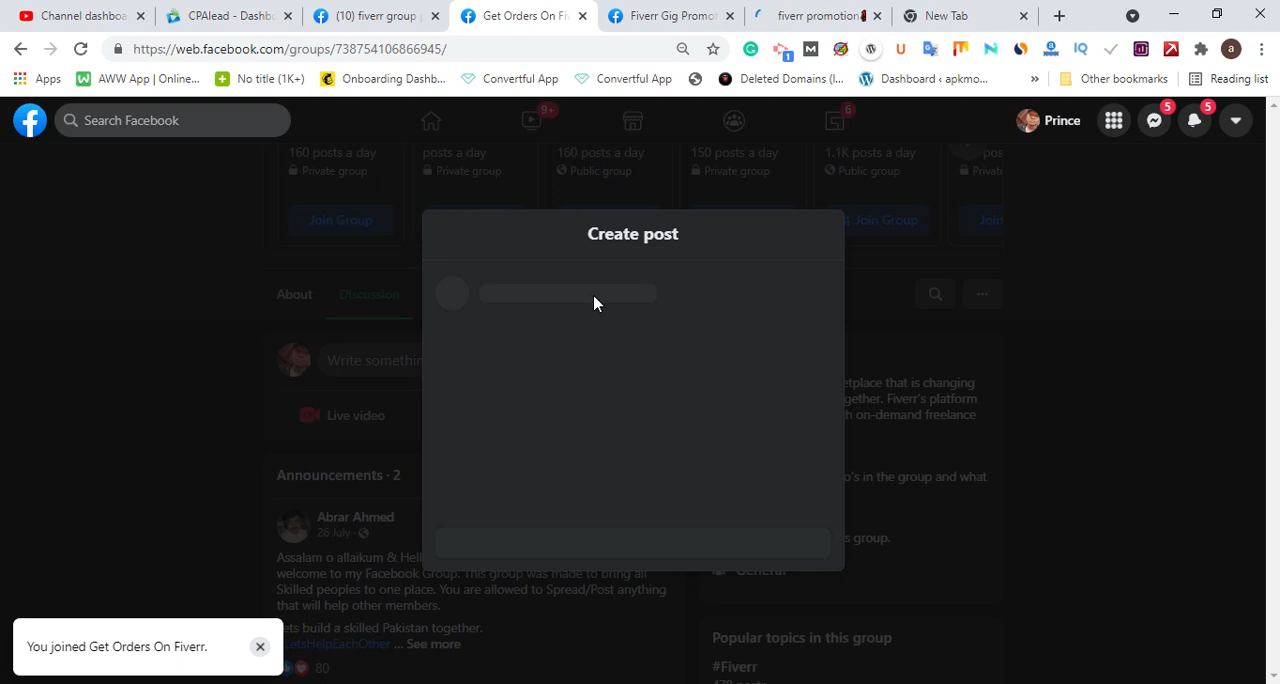 Channel dashboa
CPAlead - Dashbo
(10) fiverr group
Get Orders On Fi
Fiverr Gig Promot
fiverr promotion
New Tab
https://web.facebook.com/groups/738754106866945/
Apps
AWW App | Online...
No title (1K+)
Onboarding Dashb...
Convertful App
Convertful App
Deleted Domains (I...
Dashboard ‹ apkmo...
»
Other bookmarks
Reading list
Search Facebook
9+
6
Prince
5
5
160 posts a day
posts a day
160 posts a day
150 posts a day
1.1K posts a day
pos
Private group
Private group
Public group
Private group
Public group
Privat
Join Group
Join Group
Join
Create post
About
Discussion
Write somethin
etplace that is changing
gether. Fiverr's platform
h on-demand freelance
Live video
Announcements · 2
o's in the group and what
Abrar Ahmed
26 July
s group.
Assalam o allaikum & Hell
welcome to my Facebook Group. This group was made to bring all
Skilled peoples to one place. You are allowed to Spread/Post anything
that will help other members.
General
ets build a skilled Pakistan together.
LetsHelpEachOther ... See more
80
Popular topics in this group
#Fiverr
You joined Get Orders On Fiverr.